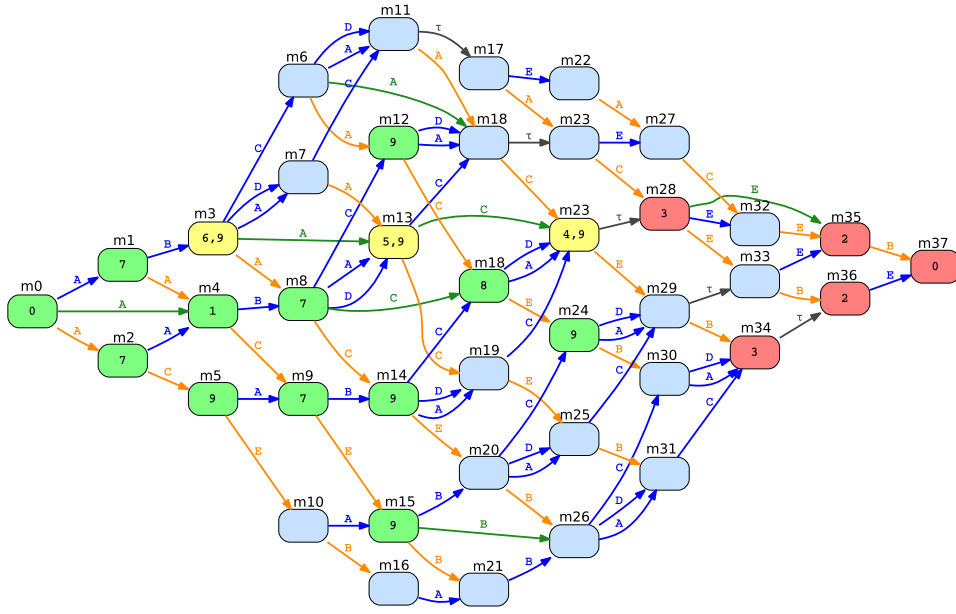 m11
D
τ
m6
A
m17
m22
C
E
A
A
A
A
m12
D
m18
m23
m27
9
A
τ
E
C
A
m7
C
C
C
D
A
A
C
C
m28
3
E
E
m32
m35
2
m3
6,9
m13
5,9
C
m23
4,9
τ
E
E
B
m1
7
B
A
A
A
D
A
E
m33
E
m37
0
m0
0
A
A
A
A
m4
1
B
m8
7
A
D
C
m18
8
E
m29
τ
B
m36
2
E
m2
7
A
C
C
C
C
C
m24
9
D
A
B
B
m34
3
τ
m5
9
A
m9
7
B
m14
9
D
A
m19
E
C
m30
D
A
E
E
E
C
m25
B
C
m20
D
A
m31
C
D
A
m10
A
m15
9
B
B
B
m26
B
B
m16
A
m21
B